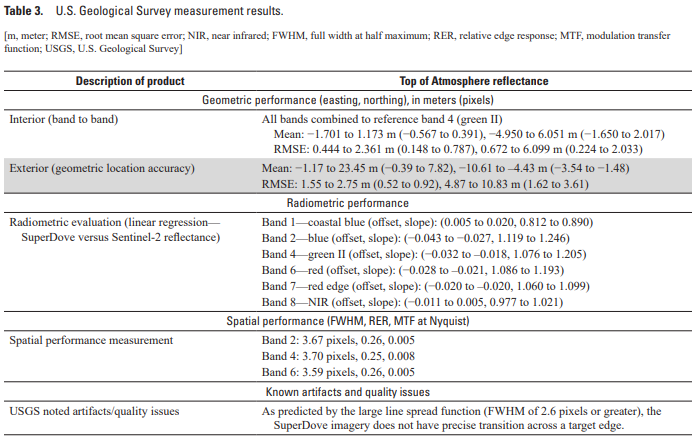 Table 3. U.S. Geological Survey measurement results.
[m, meter; RMSE, root mean square error; NIR, near infrared; FWHM, full width at half maximum; RER, relative edge response; MTF, modulation transfer
function; USGS, U.S. Geological Survey]
Description of product Top of Atmosphere reflectance
Geometric performance (easting, northing), in meters (pixels)
Interior (band to band) All bands combined to reference band 4 (green II)
Mean: −1.701 to 1.173 m (−0.567 to 0.391), −4.950 to 6.051 m (−1.650 to 2.017)
RMSE: 0.444 to 2.361 m (0.148 to 0.787), 0.672 to 6.099 m (0.224 to 2.033)
Exterior (geometric location accuracy) Mean: −1.17 to 23.45 m (−0.39 to 7.82), −10.61 to −4.43 m (−3.54 to −1.48)
RMSE: 1.55 to 2.75 m (0.52 to 0.92), 4.87 to 10.83 m (1.62 to 3.61)
Radiometric performance
Radiometric evaluation (linear regression— Band 1—coastal blue (offset, slope): (0.005 to 0.020, 0.812 to 0.890)
SuperDove versus Sentinel-2 reflectance) Band 2—blue (offset, slope): (−0.043 to −0.027, 1.119 to 1.246)
Band 4—green II (offset, slope): (−0.032 to −0.018, 1.076 to 1.205)
Band 6—red (offset, slope): (−0.028 to −0.021, 1.086 to 1.193)
Band 7—red edge (offset, slope): (−0.020 to −0.020, 1.060 to 1.099)
Band 8—NIR (offset, slope): (−0.011 to 0.005, 0.977 to 1.021)
Spatial performance (FWHM, RER, MTF at Nyquist)
Spatial performance measurement Band 2: 3.67 pixels, 0.26, 0.005
Band 4: 3.70 pixels, 0.25, 0.008
Band 6: 3.59 pixels, 0.26, 0.005
Known artifacts and quality issues
USGS noted artifacts/quality issues As predicted by the large line spread function (FWHM of 2.6 pixels or greater), the
SuperDove imagery does not have precise transition across a target edge.